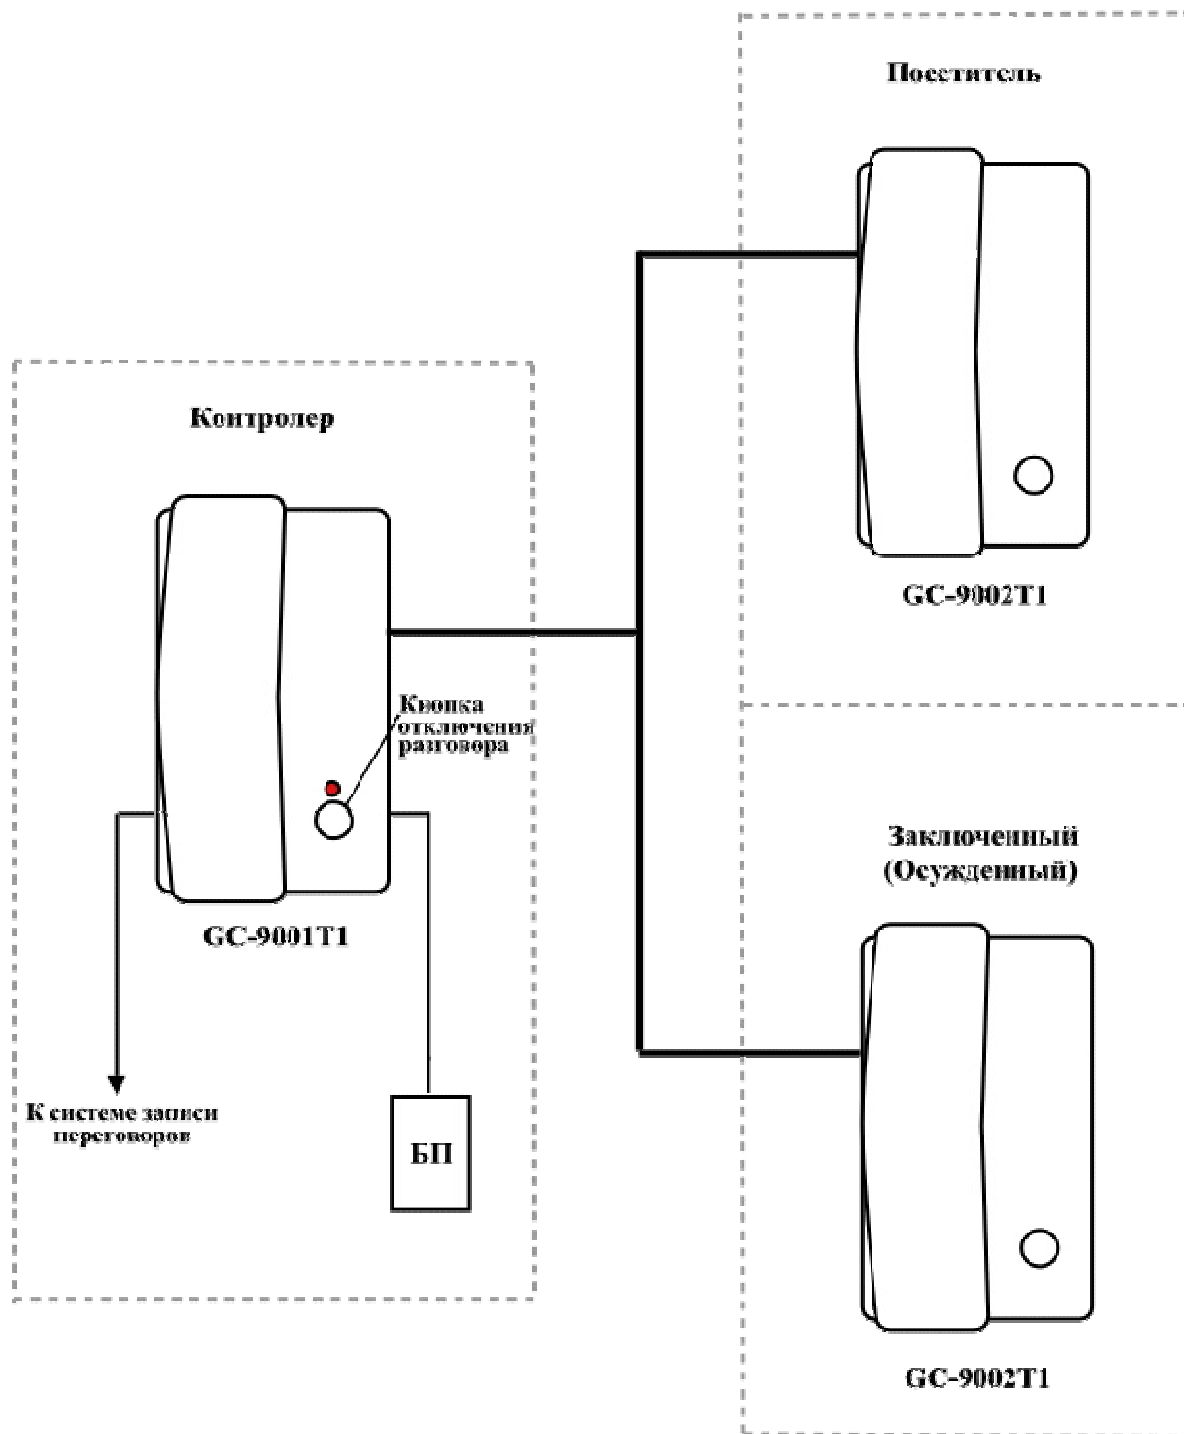 Посетитель
GC-9002T1
Контролер
Кнопка
отключения
разговора
GC-9001T1
К системе записи
переговоров
БП
Заключенный
(Осужденный)
GC-9002T1